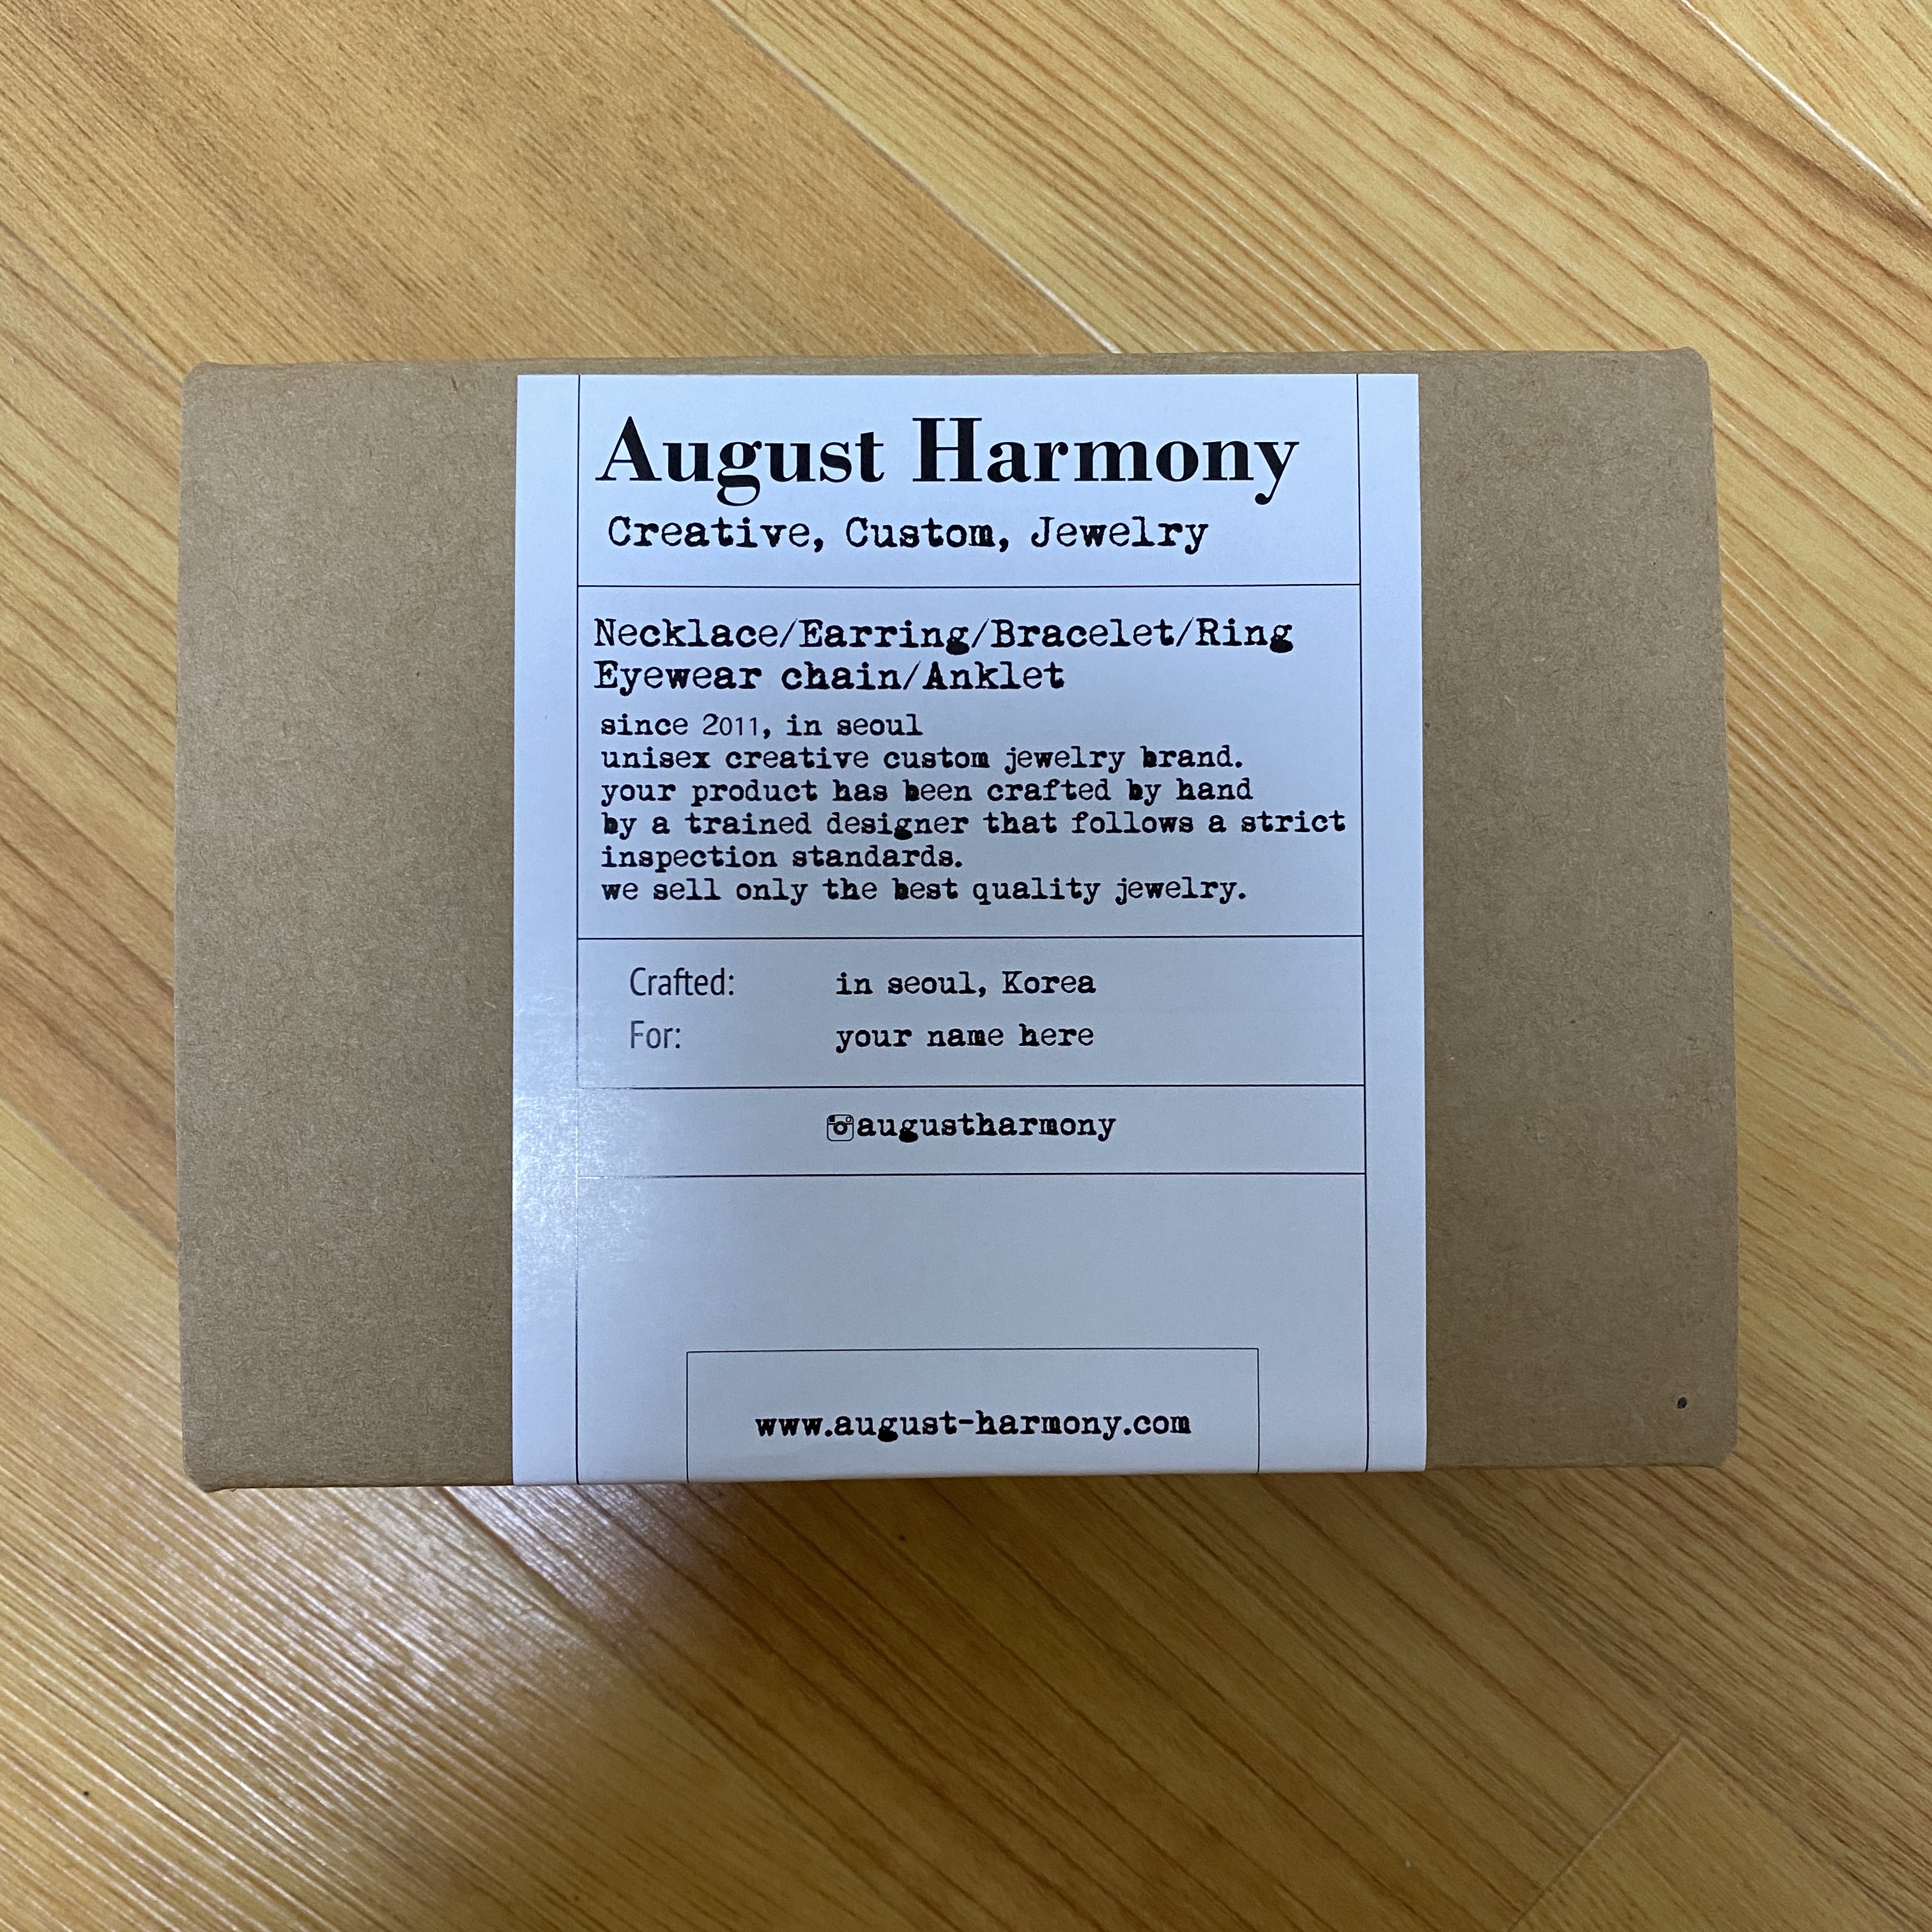 August Harmony
Creative, Custom, Jewelry
Necklace/Earring/Bracelet/Ring
Eyewear chain/Anklet
since 2011, in seoul
unisex creative custom jewelry brand.
your product has been crafted by hand
by a trained designer that follows a strict
inspection standards.
we sell only the best quality jewelry.
Crafted: in seoul, Korea
For: your name here
augustharmony
www.august-harmony.com